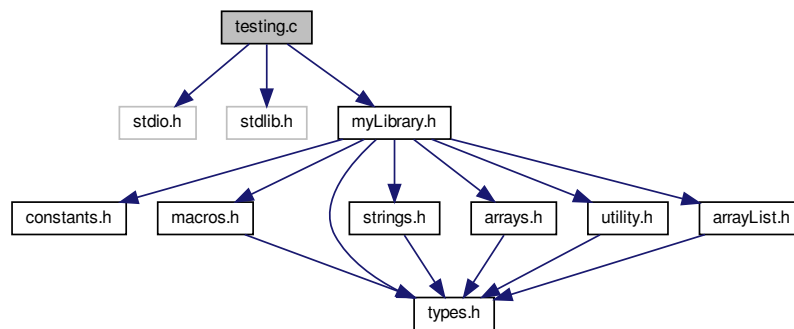 testing.c
stdio.h
stdlib.h
myLibrary.h
constants.h
macros.h
strings.h
arrays.h
utility.h
arrayList.h
types.h